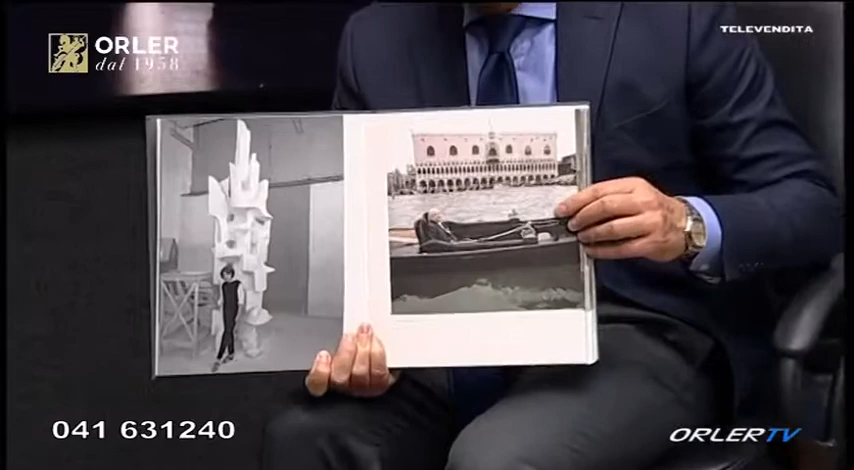 ORLER
dal 1958
TELEVENDITA
041 631240
ORLERTV